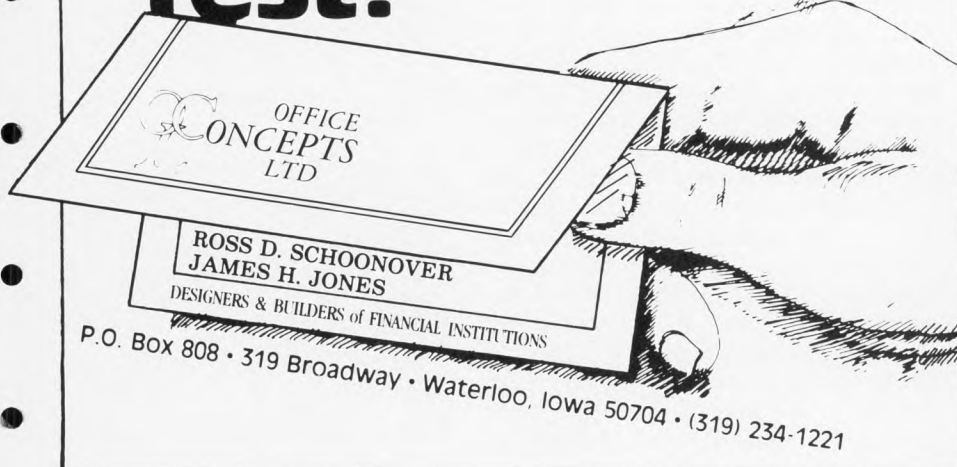 Test!
OFFICE
CONCEPTS
LTD
ROSS D. SCHOONOVER
JAMES H. JONES
DESIGNERS & BUILDERS of FINANCIAL INSTITUTIONS
P.O. Box 808 • 319 Broadway • Waterloo, Iowa 50704 • (319) 234-1221